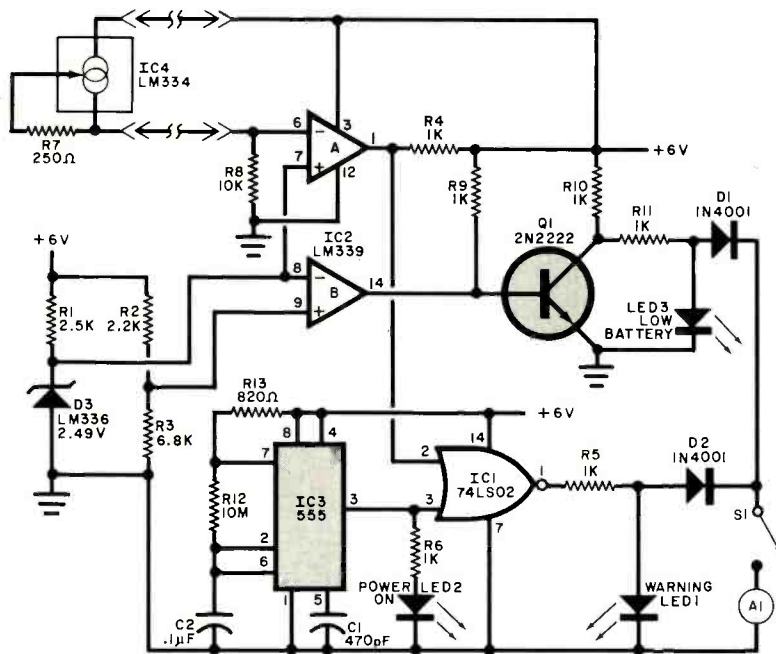 IC4
LM334
R7
250Ω
6
7
3
12
1
−
+
A
R8
10K
R4
1K
R9
1K
R10
1K
+6V
Q1
2N2222
R11
1K
D1
1N4001
LED3
LOW
BATTERY
IC2
LM339
8
9
14
−
+
B
+6V
R1
2.5K
R2
2.2K
D3
LM336
2.49V
R3
6.8K
R13
820Ω
+6V
8
4
7
R12
10M
2
6
IC3
555
3
1
5
C2
.1µF
C1
470pF
R6
1K
POWER LED2
ON
2
3
14
IC1
74LS02
1
7
R5
1K
D2
1N4001
WARNING
LED1
S1
A1